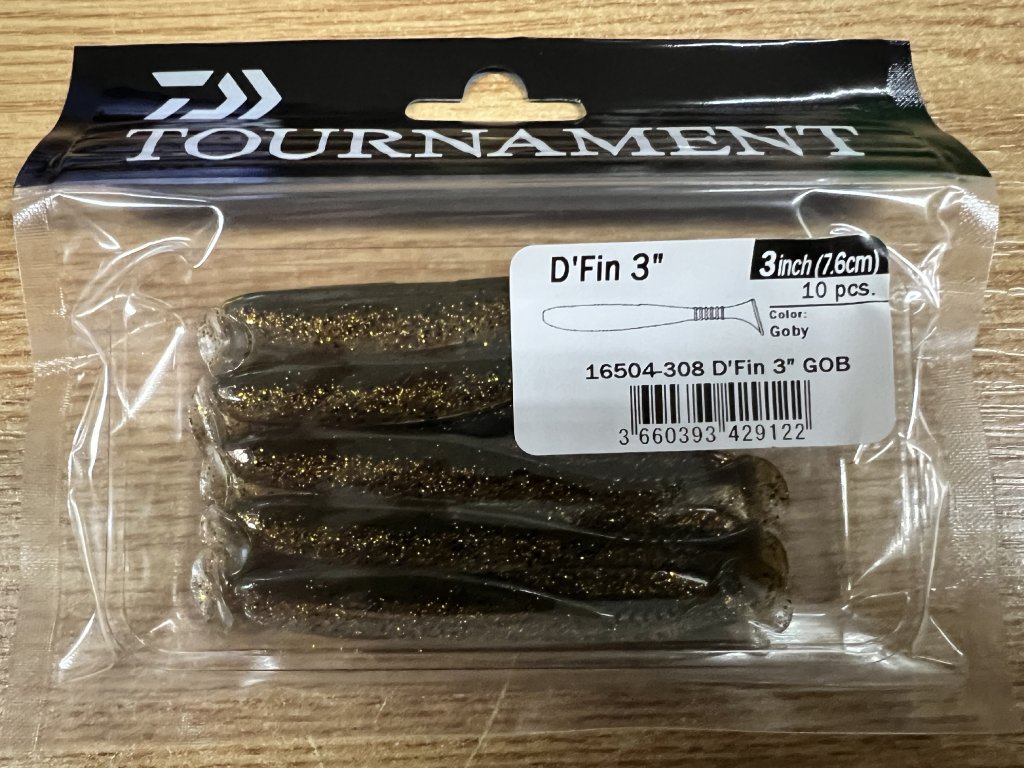 TOURNAMENT
D'Fin 3"
3inch (7.6cm)
10 pcs.
Color:
Goby
16504-308 D'Fin 3" GOB
3 660393 429122